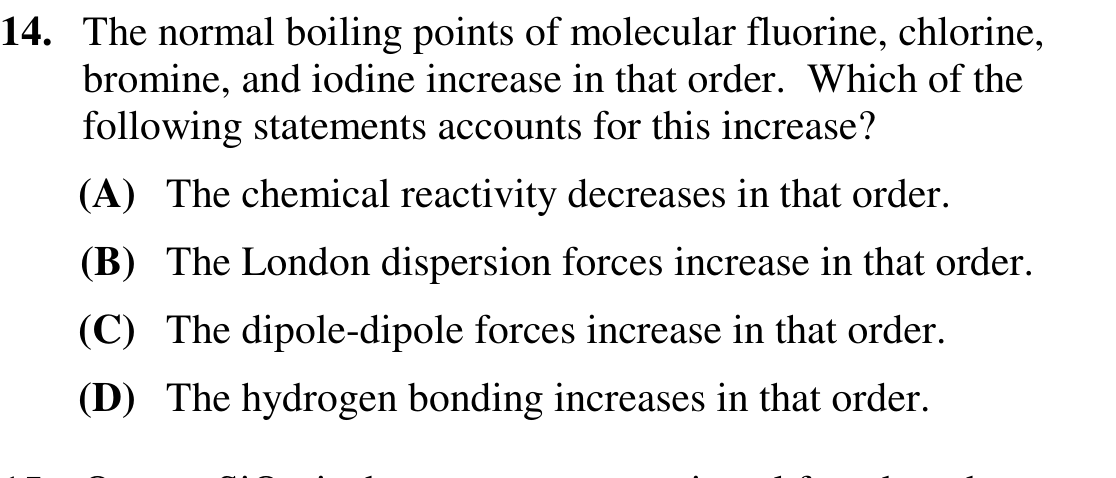 14. The normal boiling points of molecular fluorine, chlorine,
bromine, and iodine increase in that order. Which of the
following statements accounts for this increase?
(A) The chemical reactivity decreases in that order.
(B) The London dispersion forces increase in that order.
(C) The dipole-dipole forces increase in that order.
(D) The hydrogen bonding increases in that order.